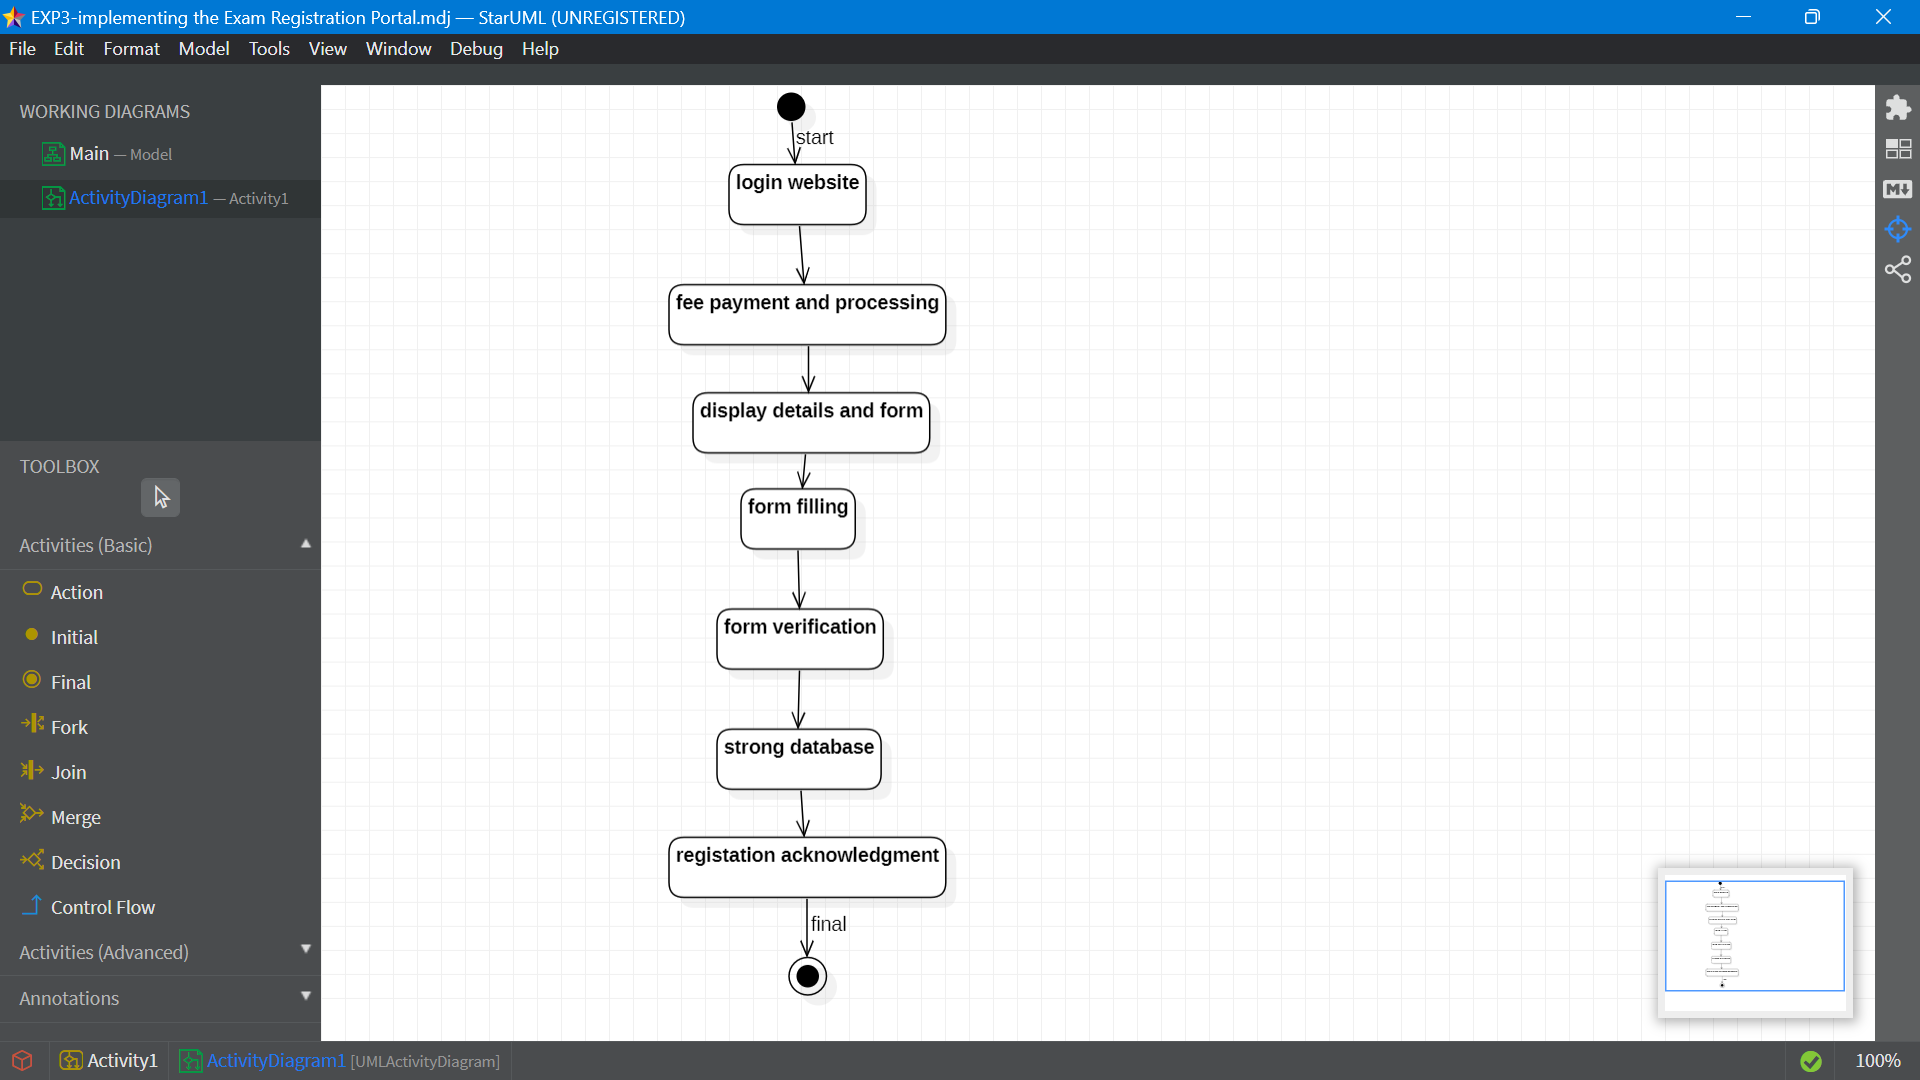 EXP3-implementing the Exam Registration Portal.mdj — StarUML (UNREGISTERED)
File Edit Format Model Tools View Window Debug Help
WORKING DIAGRAMS
Main — Model
ActivityDiagram1 — Activity1
TOOLBOX
Activities (Basic)
Action
Initial
Final
Fork
Join
Merge
Decision
Control Flow
Activities (Advanced)
Annotations
start
login website
fee payment and processing
display details and form
form filling
form verification
strong database
registation acknowledgment
final
M
Activity1
ActivityDiagram1 [UMLActivityDiagram]
100%